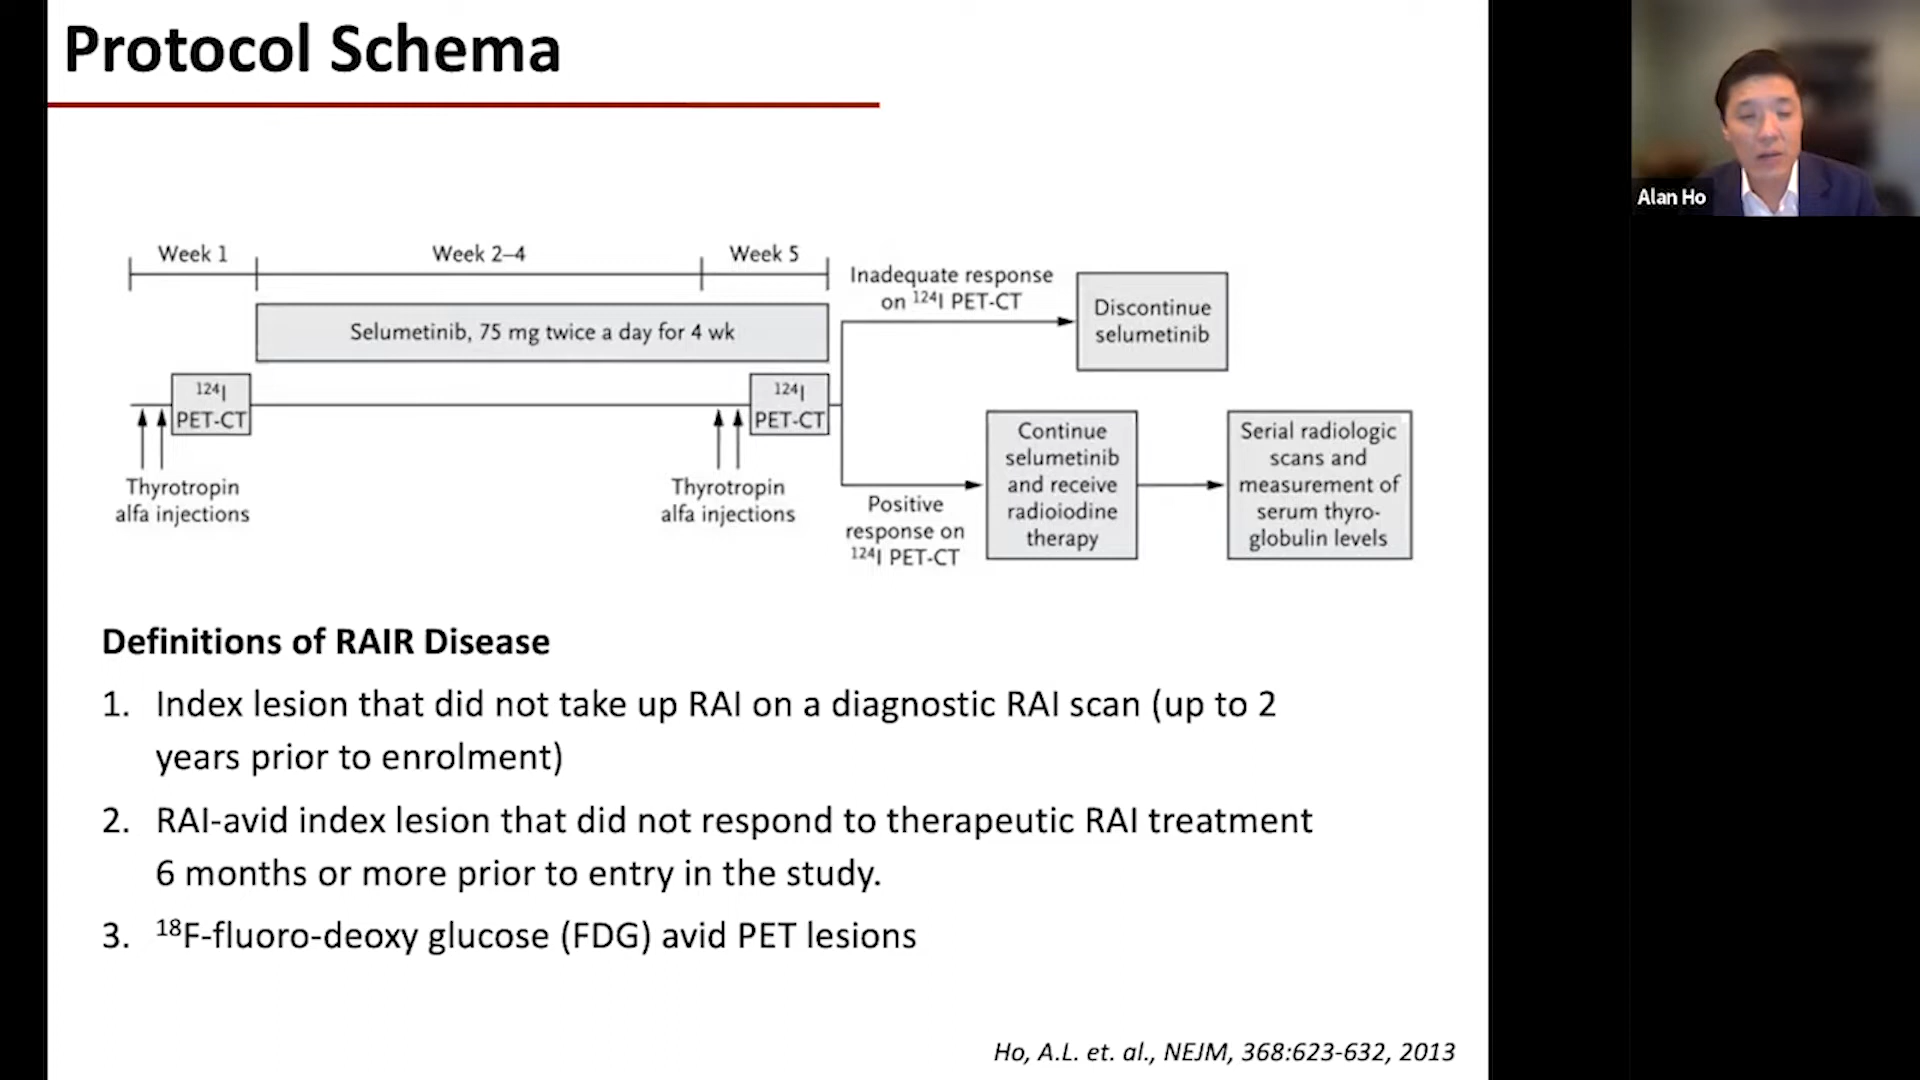 Protocol Schema
Alan Ho
Week 1
Week 2–4
Week 5
Selumetinib, 75 mg twice a day for 4 wk
¹²⁴I
PET-CT
¹²⁴I
PET-CT
Thyrotropin
alfa injections
Thyrotropin
alfa injections
Inadequate response
on ¹²⁴I PET-CT
Discontinue
selumetinib
Positive
response on
¹²⁴I PET-CT
Continue
selumetinib
and receive
radioiodine
therapy
Serial radiologic
scans and
measurement of
serum thyro-
globulin levels
Definitions of RAIR Disease
1. Index lesion that did not take up RAI on a diagnostic RAI scan (up to 2
years prior to enrolment)
2. RAI-avid index lesion that did not respond to therapeutic RAI treatment
6 months or more prior to entry in the study.
3. ¹⁸F-fluoro-deoxy glucose (FDG) avid PET lesions
Ho, A.L. et. al., NEJM, 368:623-632, 2013